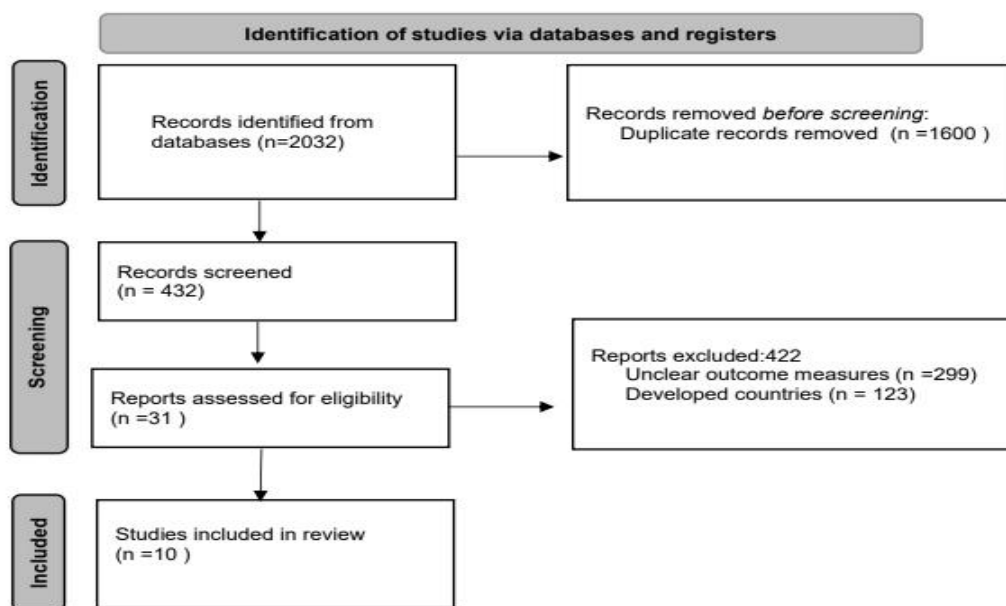 Identification of studies via databases and registers
Identification
Records identified from
databases (n=2032)
Records removed before screening:
Duplicate records removed (n =1600 )
Screening
Records screened
(n = 432)
Reports assessed for eligibility
(n =31 )
Reports excluded:422
Unclear outcome measures (n =299)
Developed countries (n = 123)
Included
Studies included in review
(n =10 )